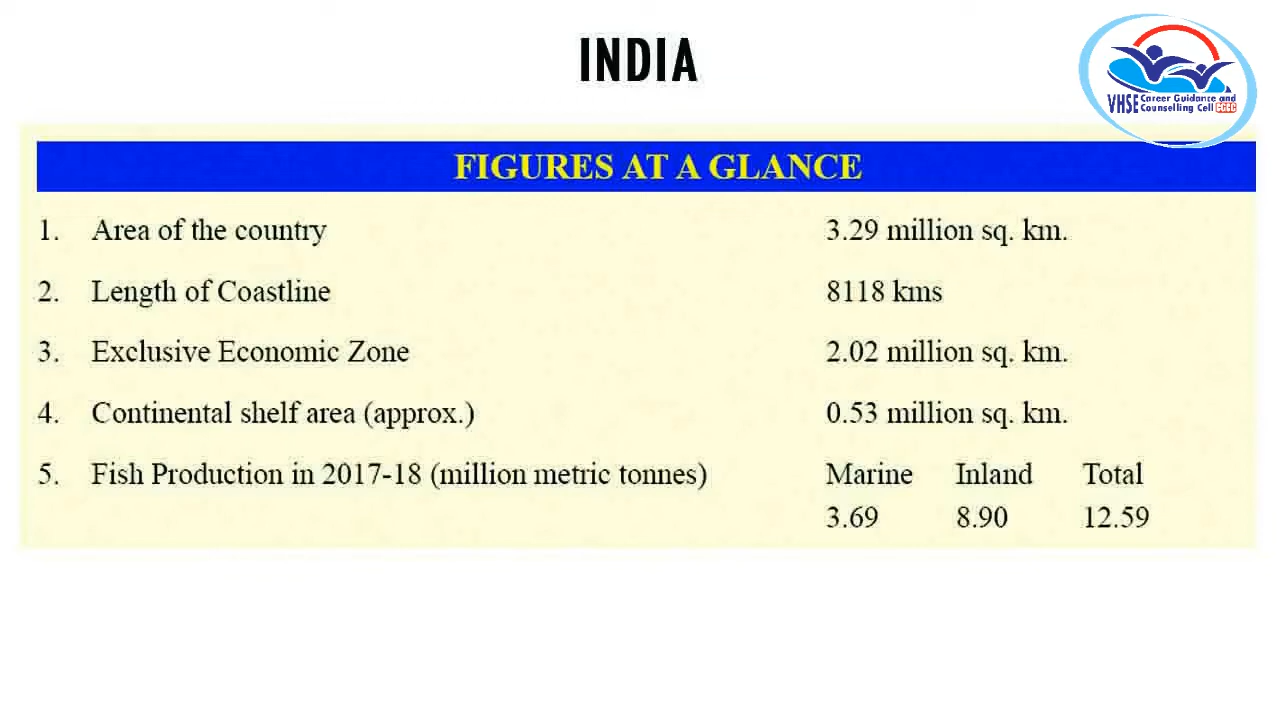 INDIA
VHSE Career Guidance and
Counselling Cell CGCC
FIGURES AT A GLANCE
1. Area of the country 3.29 million sq. km.
2. Length of Coastline 8118 kms
3. Exclusive Economic Zone 2.02 million sq. km.
4. Continental shelf area (approx.) 0.53 million sq. km.
5. Fish Production in 2017-18 (million metric tonnes) Marine Inland Total
3.69 8.90 12.59